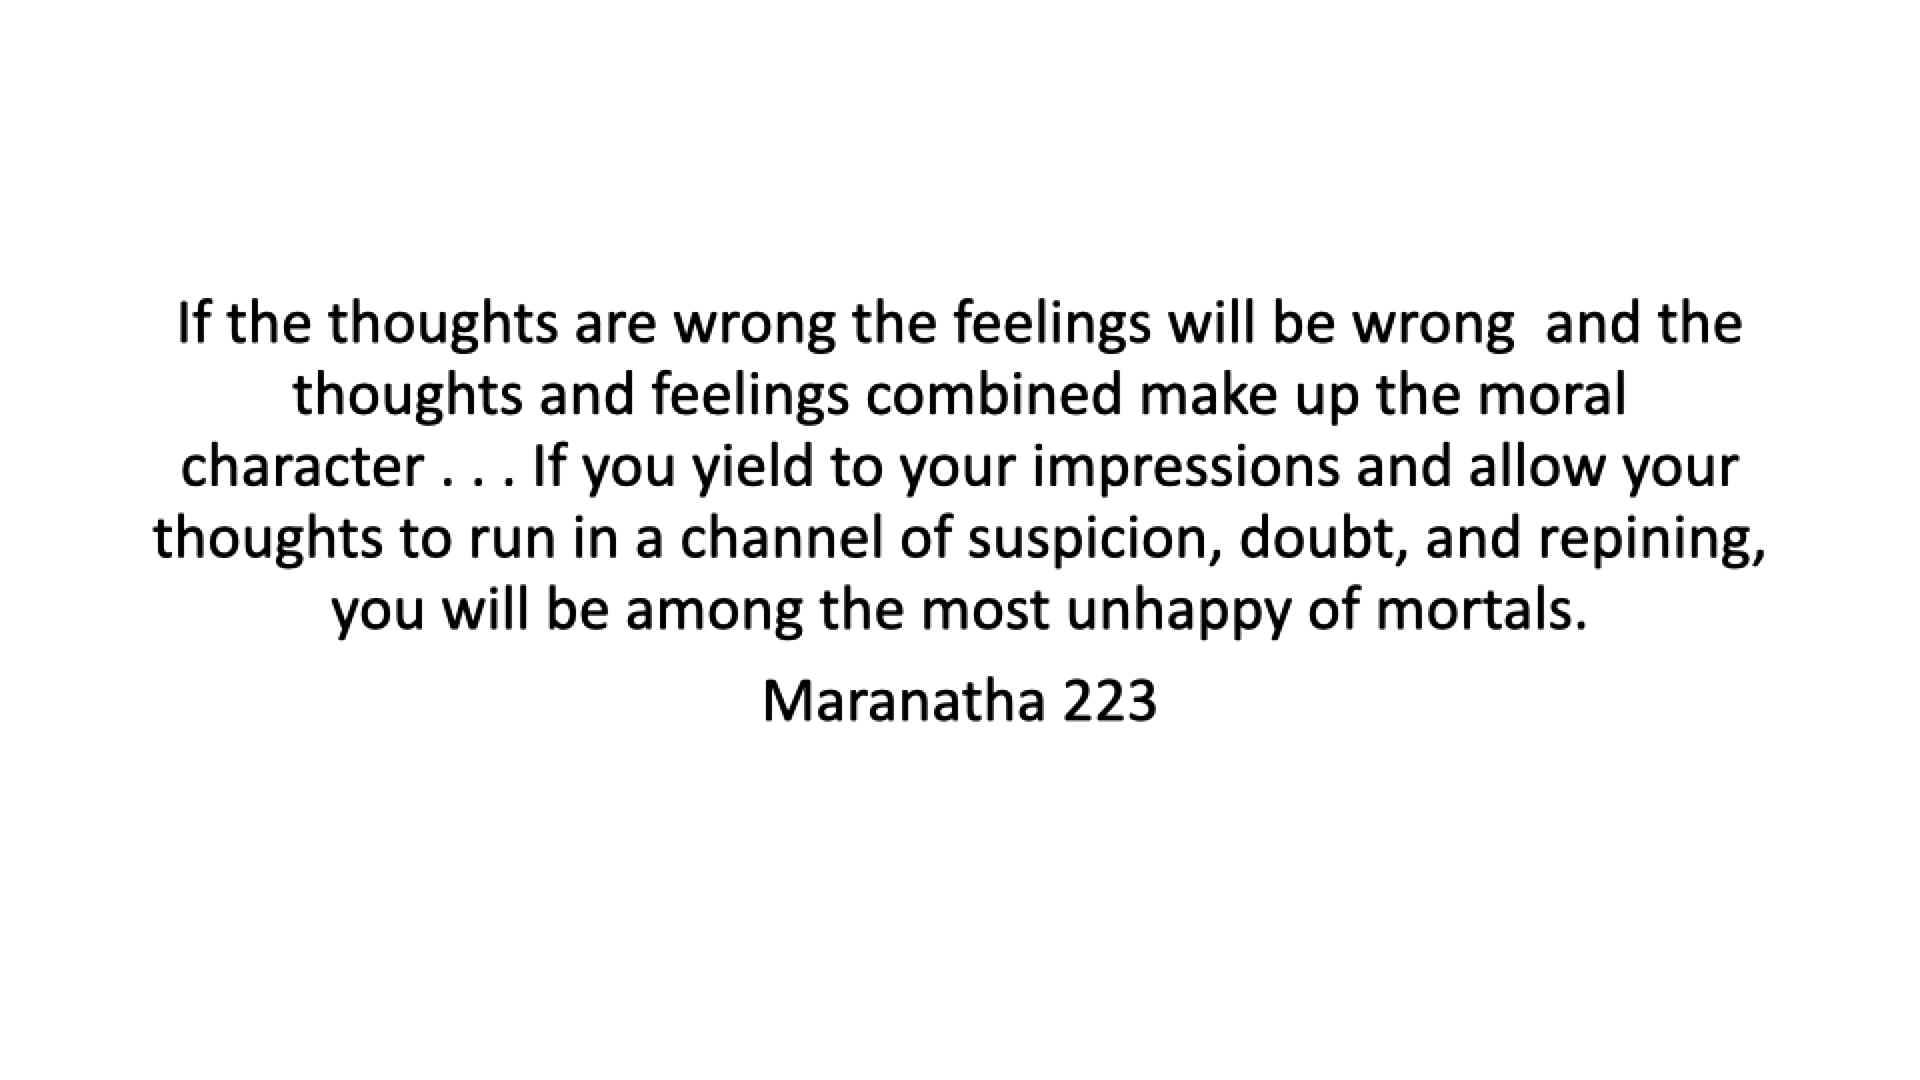 If the thoughts are wrong the feelings will be wrong  and the
thoughts and feelings combined make up the moral
character . . . If you yield to your impressions and allow your
thoughts to run in a channel of suspicion, doubt, and repining,
you will be among the most unhappy of mortals.
Maranatha 223